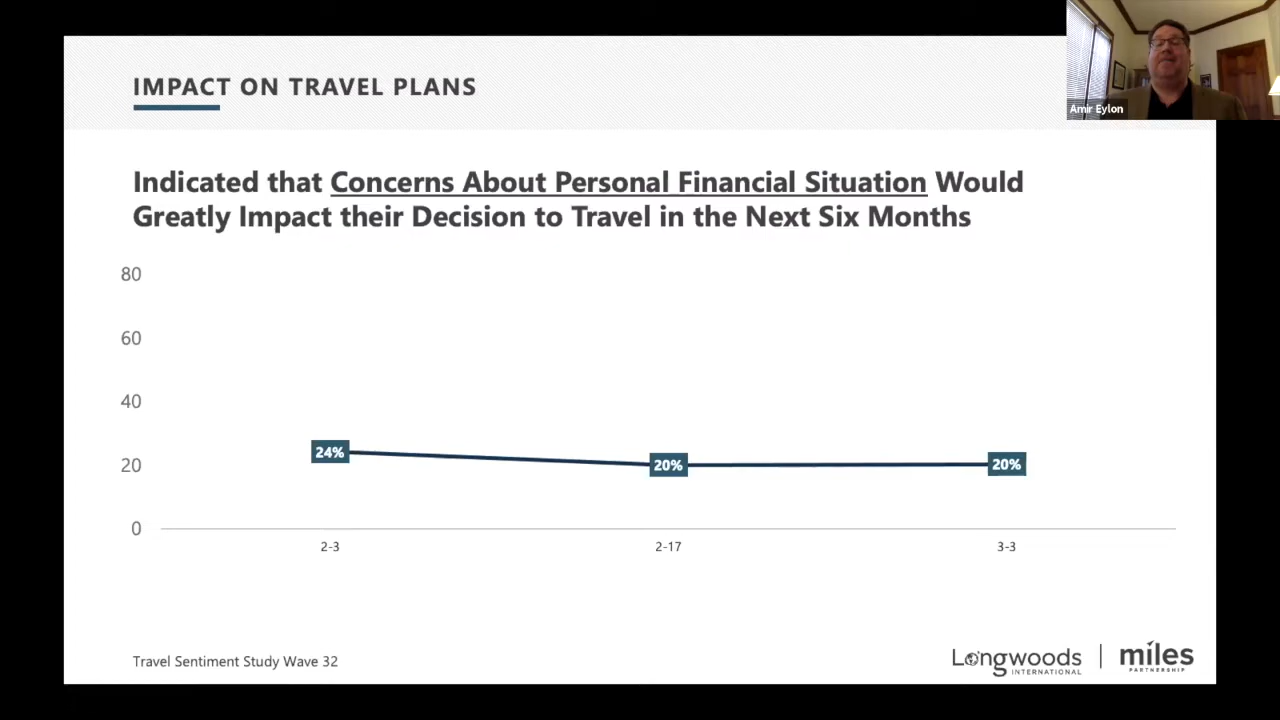 IMPACT ON TRAVEL PLANS
Amir Eylon
Indicated that Concerns About Personal Financial Situation Would
Greatly Impact their Decision to Travel in the Next Six Months
80
60
40
20
0
24%
20%
20%
2-3
2-17
3-3
Travel Sentiment Study Wave 32
Longwoods
INTERNATIONAL
miles
PARTNERSHIP